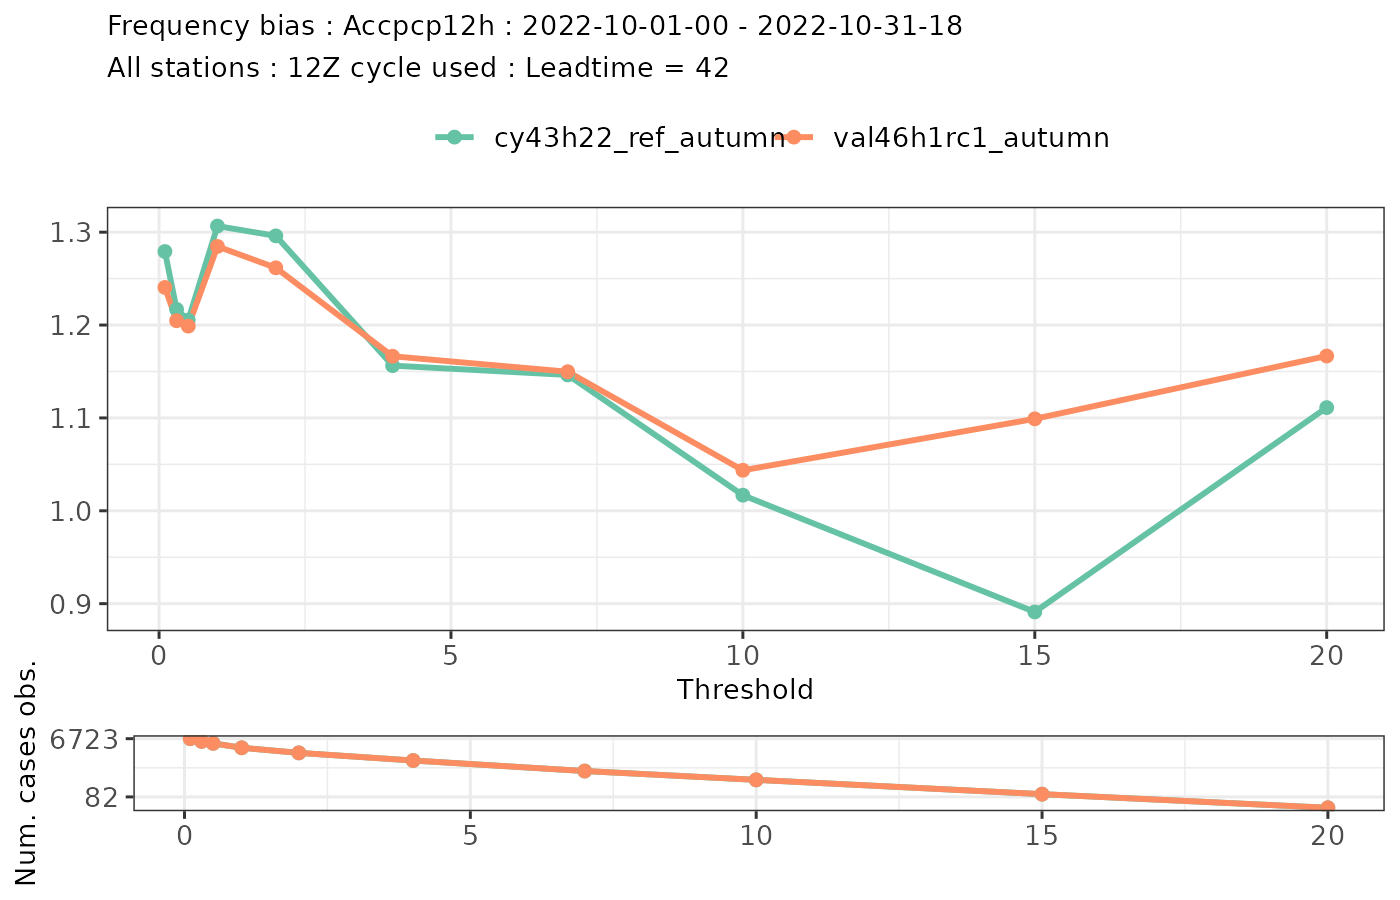 Frequency bias : Accpcp12h : 2022-10-01-00 - 2022-10-31-18
All stations : 12Z cycle used : Leadtime = 42
cy43h22_ref_autumn val46h1rc1_autumn
1.3
1.2
1.1
1.0
0.9
0 5 10 15 20
Threshold
Num. cases obs.
6723
82
0 5 10 15 20